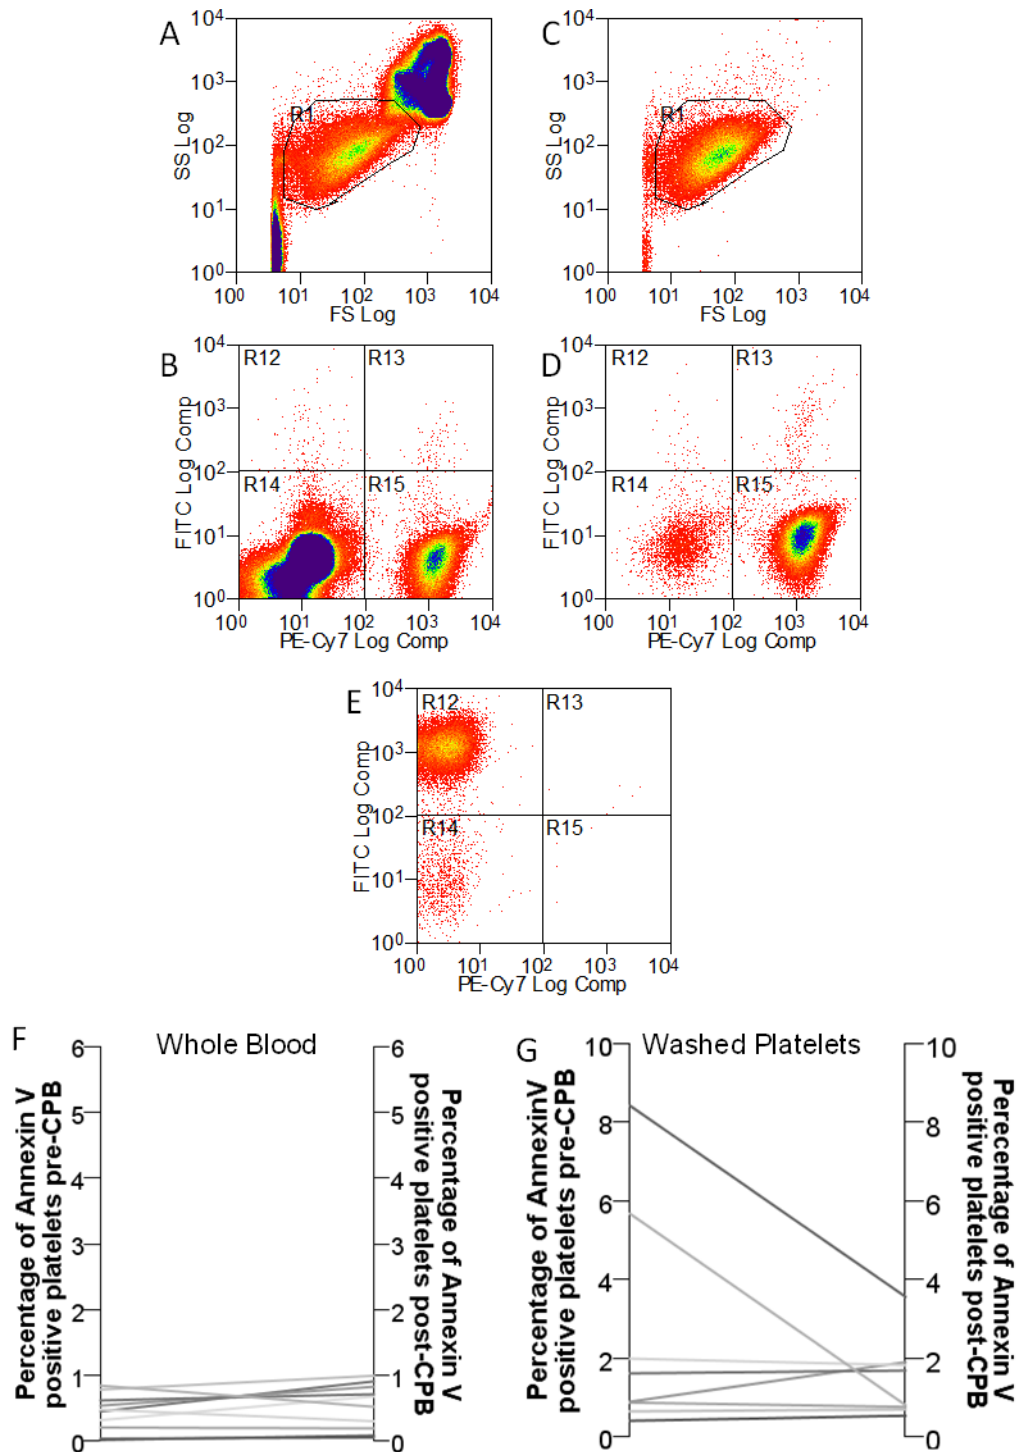 A
SS Log
10⁴
10³
10²
10¹
10⁰
R1
10⁰ 10¹ 10² 10³ 10⁴
FS Log
C
SS Log
10⁴
10³
10²
10¹
10⁰
R1
10⁰ 10¹ 10² 10³ 10⁴
FS Log
B
FITC Log Comp
10⁴
10³
10²
10¹
10⁰
R12 R13
R14 R15
10⁰ 10¹ 10² 10³ 10⁴
PE-Cy7 Log Comp
D
FITC Log Comp
10⁴
10³
10²
10¹
10⁰
R12 R13
R14 R15
10⁰ 10¹ 10² 10³ 10⁴
PE-Cy7 Log Comp
E
FITC Log Comp
10⁴
10³
10²
10¹
10⁰
R12 R13
R14 R15
10⁰ 10¹ 10² 10³ 10⁴
PE-Cy7 Log Comp
F
Whole Blood
Percentage of Annexin V
positive platelets pre-CPB
6
5
4
3
2
1
0
6
5
4
3
2
1
0
Percentage of Annexin V
positive platelets post-CPB
G
Washed Platelets
Percentage of AnnexinV
positive platelets pre-CPB
10
8
6
4
2
0
10
8
6
4
2
0
Perecentage of Annexin V
positive platelets post-CPB